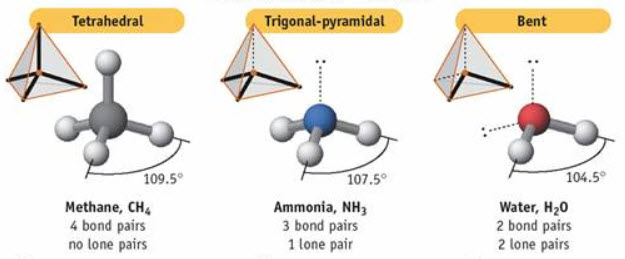 Tetrahedral
109.5°
Methane, CH₄
4 bond pairs
no lone pairs
Trigonal-pyramidal
107.5°
Ammonia, NH₃
3 bond pairs
1 lone pair
Bent
104.5°
Water, H₂O
2 bond pairs
2 lone pairs